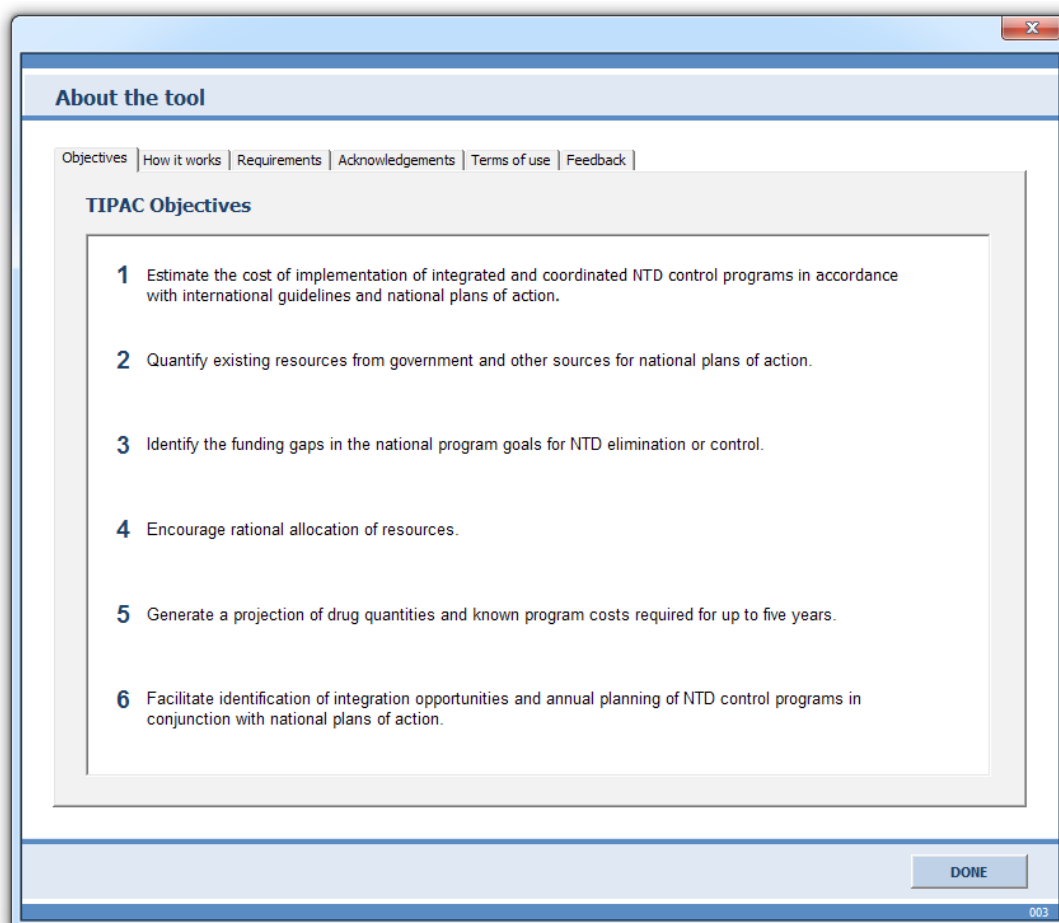 x
About the tool
Objectives How it works Requirements Acknowledgements Terms of use Feedback
TIPAC Objectives
1 Estimate the cost of implementation of integrated and coordinated NTD control programs in accordance
with international guidelines and national plans of action.
2 Quantify existing resources from government and other sources for national plans of action.
3 Identify the funding gaps in the national program goals for NTD elimination or control.
4 Encourage rational allocation of resources.
5 Generate a projection of drug quantities and known program costs required for up to five years.
6 Facilitate identification of integration opportunities and annual planning of NTD control programs in
conjunction with national plans of action.
DONE
003